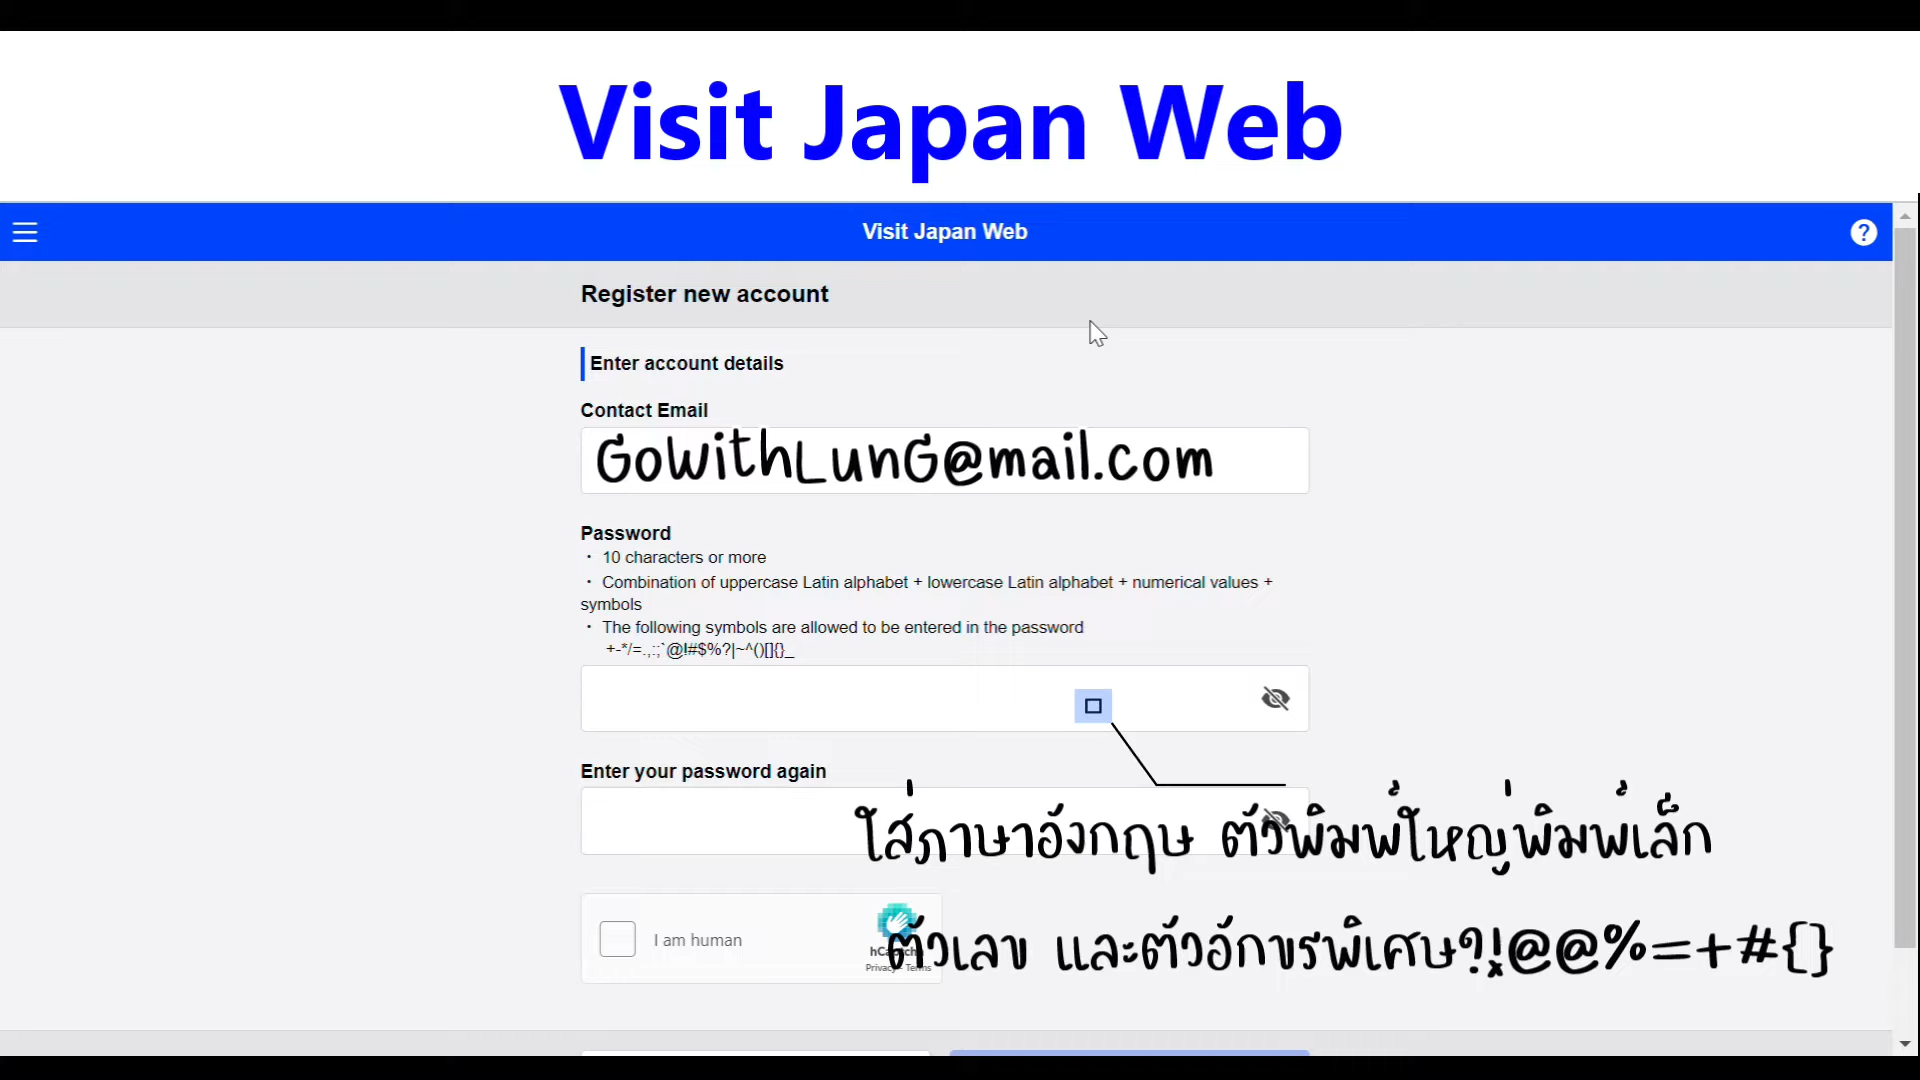 Visit Japan Web
Visit Japan Web
?
Register new account
Enter account details
Contact Email
GoWithLunG@mail.com
Password
・ 10 characters or more
・ Combination of uppercase Latin alphabet + lowercase Latin alphabet + numerical values +
symbols
・ The following symbols are allowed to be entered in the password
+-*/=.,:;`@!#$%?|~^()[]{}_
Enter your password again
ใส่ภาษาอังกฤษ ตัวพิมพ์ใหญ่พิมพ์เล็ก
I am human
hCaptcha
Privacy - Terms
ตัวเลข และตัวอักขรพิเศษ?!@@%=+#{}